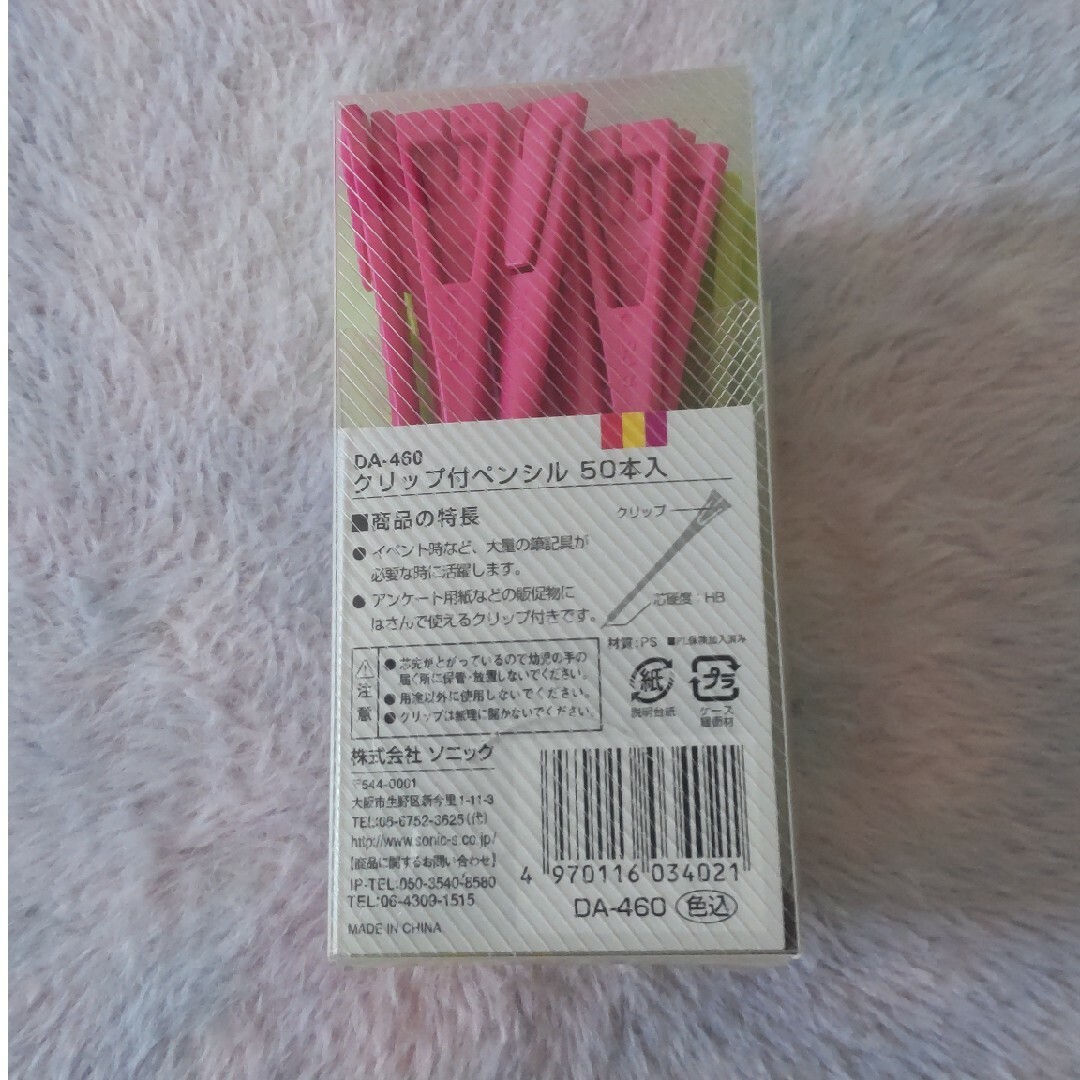 DA-460
クリップ付ペンシル 50本入
■商品の特長
●イベント時など、大量の筆記具が
必要な時に活躍します。
●アンケート用紙などの販促物に
はさんで使えるクリップ付きです。
クリップ
芯硬度:HB
材質:PS ■PL保険加入済み
注意
●芯先がとがっているので幼児の手の
届く所に保管・放置しないでください。
●用途以外に使用しないでください。
●クリップは無理に開かないでください。
紙
説明台紙
プラ
ケース
緩衝材
株式会社 ソニック
〒544-0001
大阪市生野区新今里1-11-3
TEL:06-6752-3625(代)
http://www.sonic-s.co.jp/
【商品に関するお問い合わせ】
IP-TEL:050-3540-8580
TEL:06-4309-1515
MADE IN CHINA
4 970116 034021
DA-460 色込